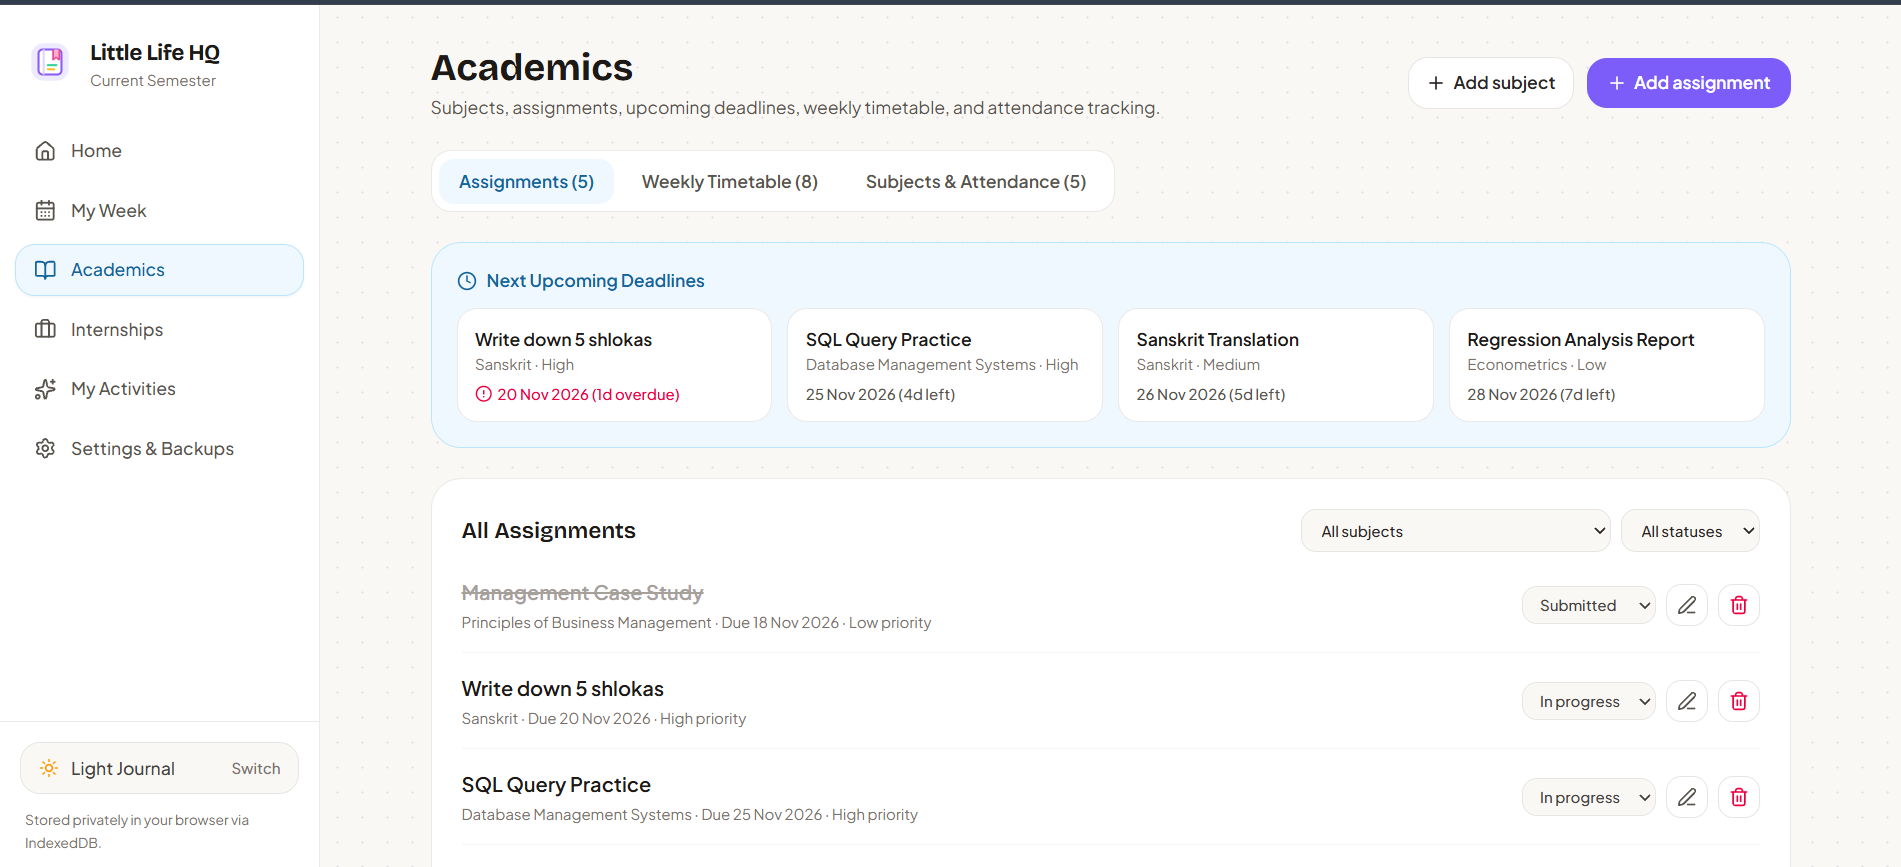 Little Life HQ
Current Semester
Home
My Week
Academics
Internships
My Activities
Settings & Backups
Light Journal Switch
Stored privately in your browser via
IndexedDB.
Academics
Subjects, assignments, upcoming deadlines, weekly timetable, and attendance tracking.
+ Add subject
+ Add assignment
Assignments (5) Weekly Timetable (8) Subjects & Attendance (5)
Next Upcoming Deadlines
Write down 5 shlokas
Sanskrit · High
20 Nov 2026 (1d overdue)
SQL Query Practice
Database Management Systems · High
25 Nov 2026 (4d left)
Sanskrit Translation
Sanskrit · Medium
26 Nov 2026 (5d left)
Regression Analysis Report
Econometrics · Low
28 Nov 2026 (7d left)
All Assignments
All subjects All statuses
Management Case Study
Principles of Business Management · Due 18 Nov 2026 · Low priority
Submitted
Write down 5 shlokas
Sanskrit · Due 20 Nov 2026 · High priority
In progress
SQL Query Practice
Database Management Systems · Due 25 Nov 2026 · High priority
In progress